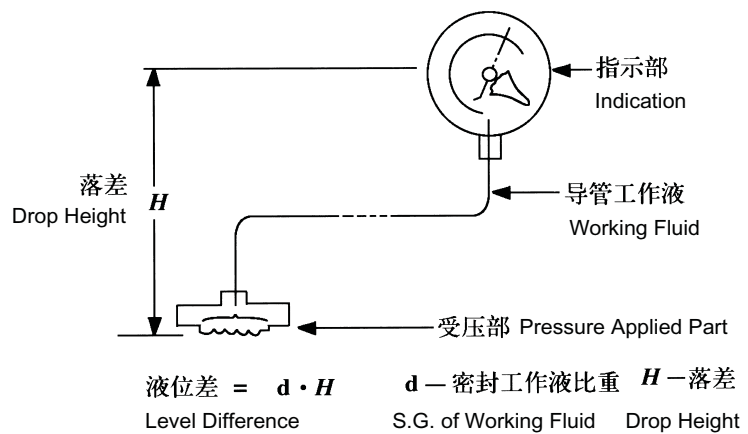 指示部
Indication
落差
H
Drop Height
导管工作液
Working Fluid
受压部 Pressure Applied Part
液位差 = d·H d—密封工作液比重 H—落差
Level Difference S.G. of Working Fluid Drop Height